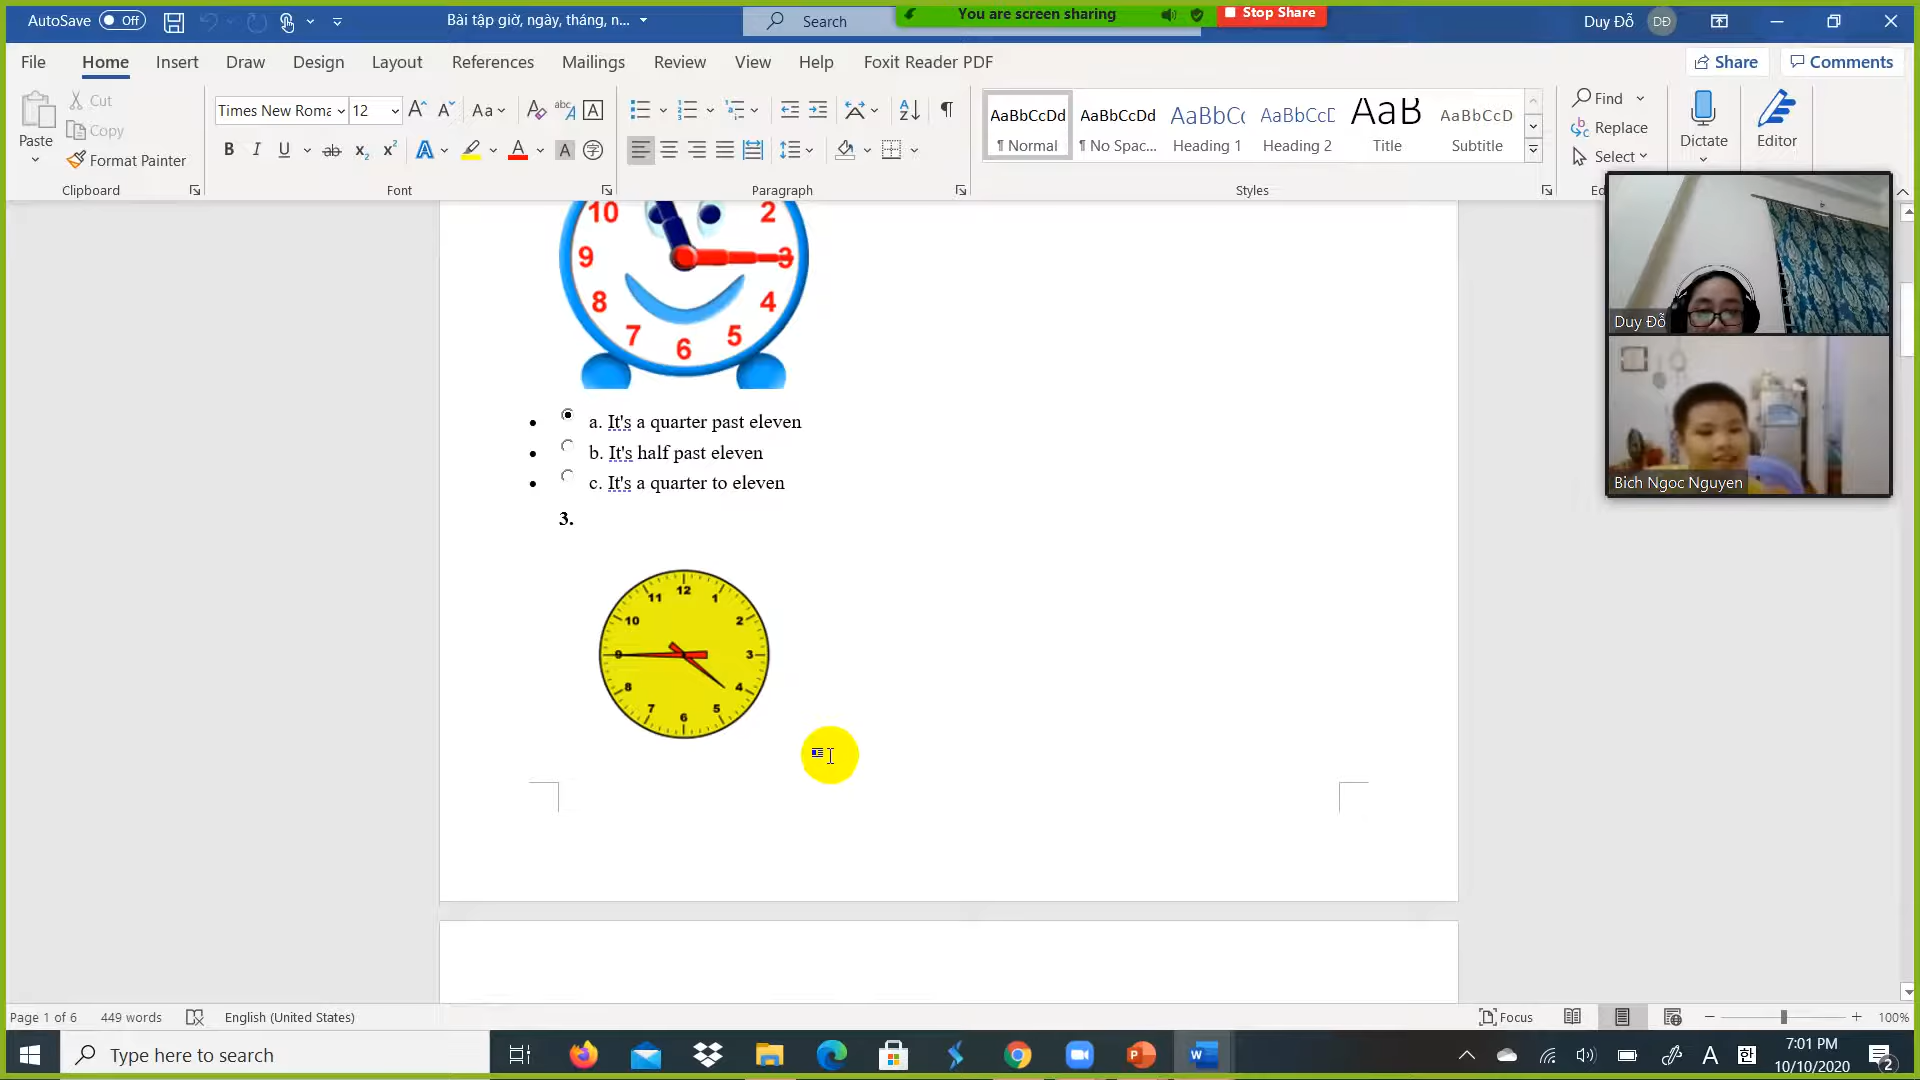 AutoSave Off Bài tập giờ, ngày, tháng, n... Search You are screen sharing Stop Share Duy Đỗ DĐ
File Home Insert Draw Design Layout References Mailings Review View Help Foxit Reader PDF Share Comments
Paste Cut Copy Format Painter Times New Roma 12 Aa
AaBbCcDd AaBbCcDd AaBbCc AaBbCcD AaB AaBbCcD
¶ Normal ¶ No Spac... Heading 1 Heading 2 Title Subtitle
Find Replace Select Dictate Editor
Clipboard Font Paragraph Styles
10 2
9 3
8 4
7 6 5
a. It's a quarter past eleven
b. It's half past eleven
c. It's a quarter to eleven
3.
11 12 1
10 2
9 3
8 4
7 6 5
Duy Đỗ
Bich Ngoc Nguyen
Page 1 of 6 449 words English (United States) Focus 100%
Type here to search
7:01 PM
10/10/2020
2